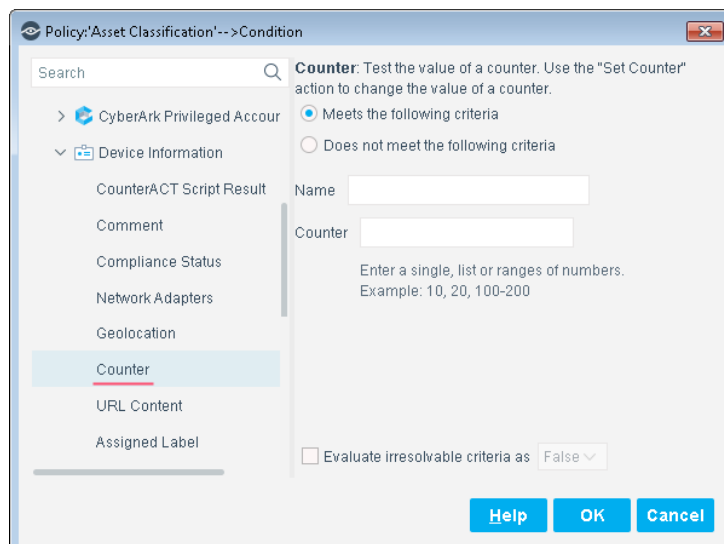 Policy:'Asset Classification'-->Condition
Search
CyberArk Privileged Accour
Device Information
CounterACT Script Result
Comment
Compliance Status
Network Adapters
Geolocation
Counter
URL Content
Assigned Label
Counter: Test the value of a counter. Use the "Set Counter"
action to change the value of a counter.
Meets the following criteria
Does not meet the following criteria
Name
Counter
Enter a single, list or ranges of numbers.
Example: 10, 20, 100-200
Evaluate irresolvable criteria as False
Help OK Cancel